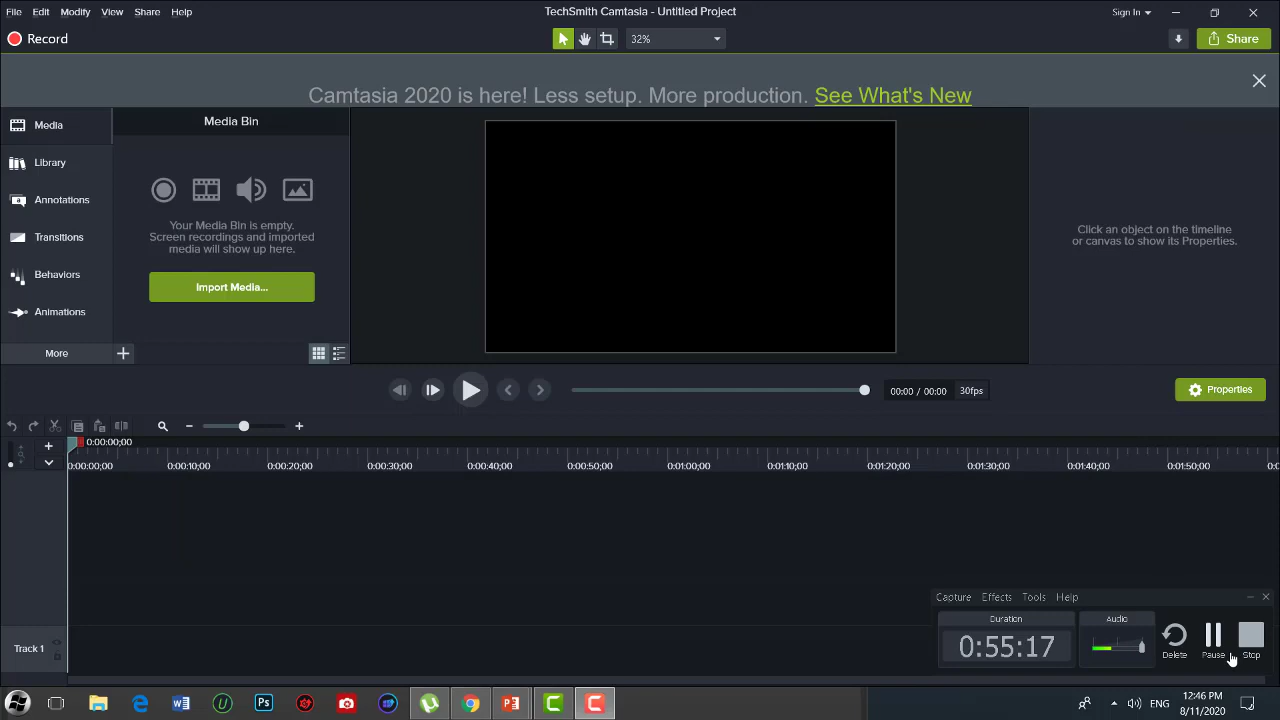 File Edit Modify View Share Help
TechSmith Camtasia - Untitled Project
Sign In
Record
32%
Share
Camtasia 2020 is here! Less setup. More production. See What's New
Media
Library
Annotations
Transitions
Behaviors
Animations
More
Media Bin
Your Media Bin is empty.
Screen recordings and imported
media will show up here.
Import Media...
Click an object on the timeline
or canvas to show its Properties.
00:00 / 00:00 30fps
Properties
0:00:00;00
0:00:00;00 0:00:10;00 0:00:20;00 0:00:30;00 0:00:40;00 0:00:50;00 0:01:00;00 0:01:10;00 0:01:20;00 0:01:30;00 0:01:40;00 0:01:50;00
Track 1
Capture Effects Tools Help
Duration
0:55:17
Audio
Delete Pause Stop
ENG
12:46 PM
8/11/2020